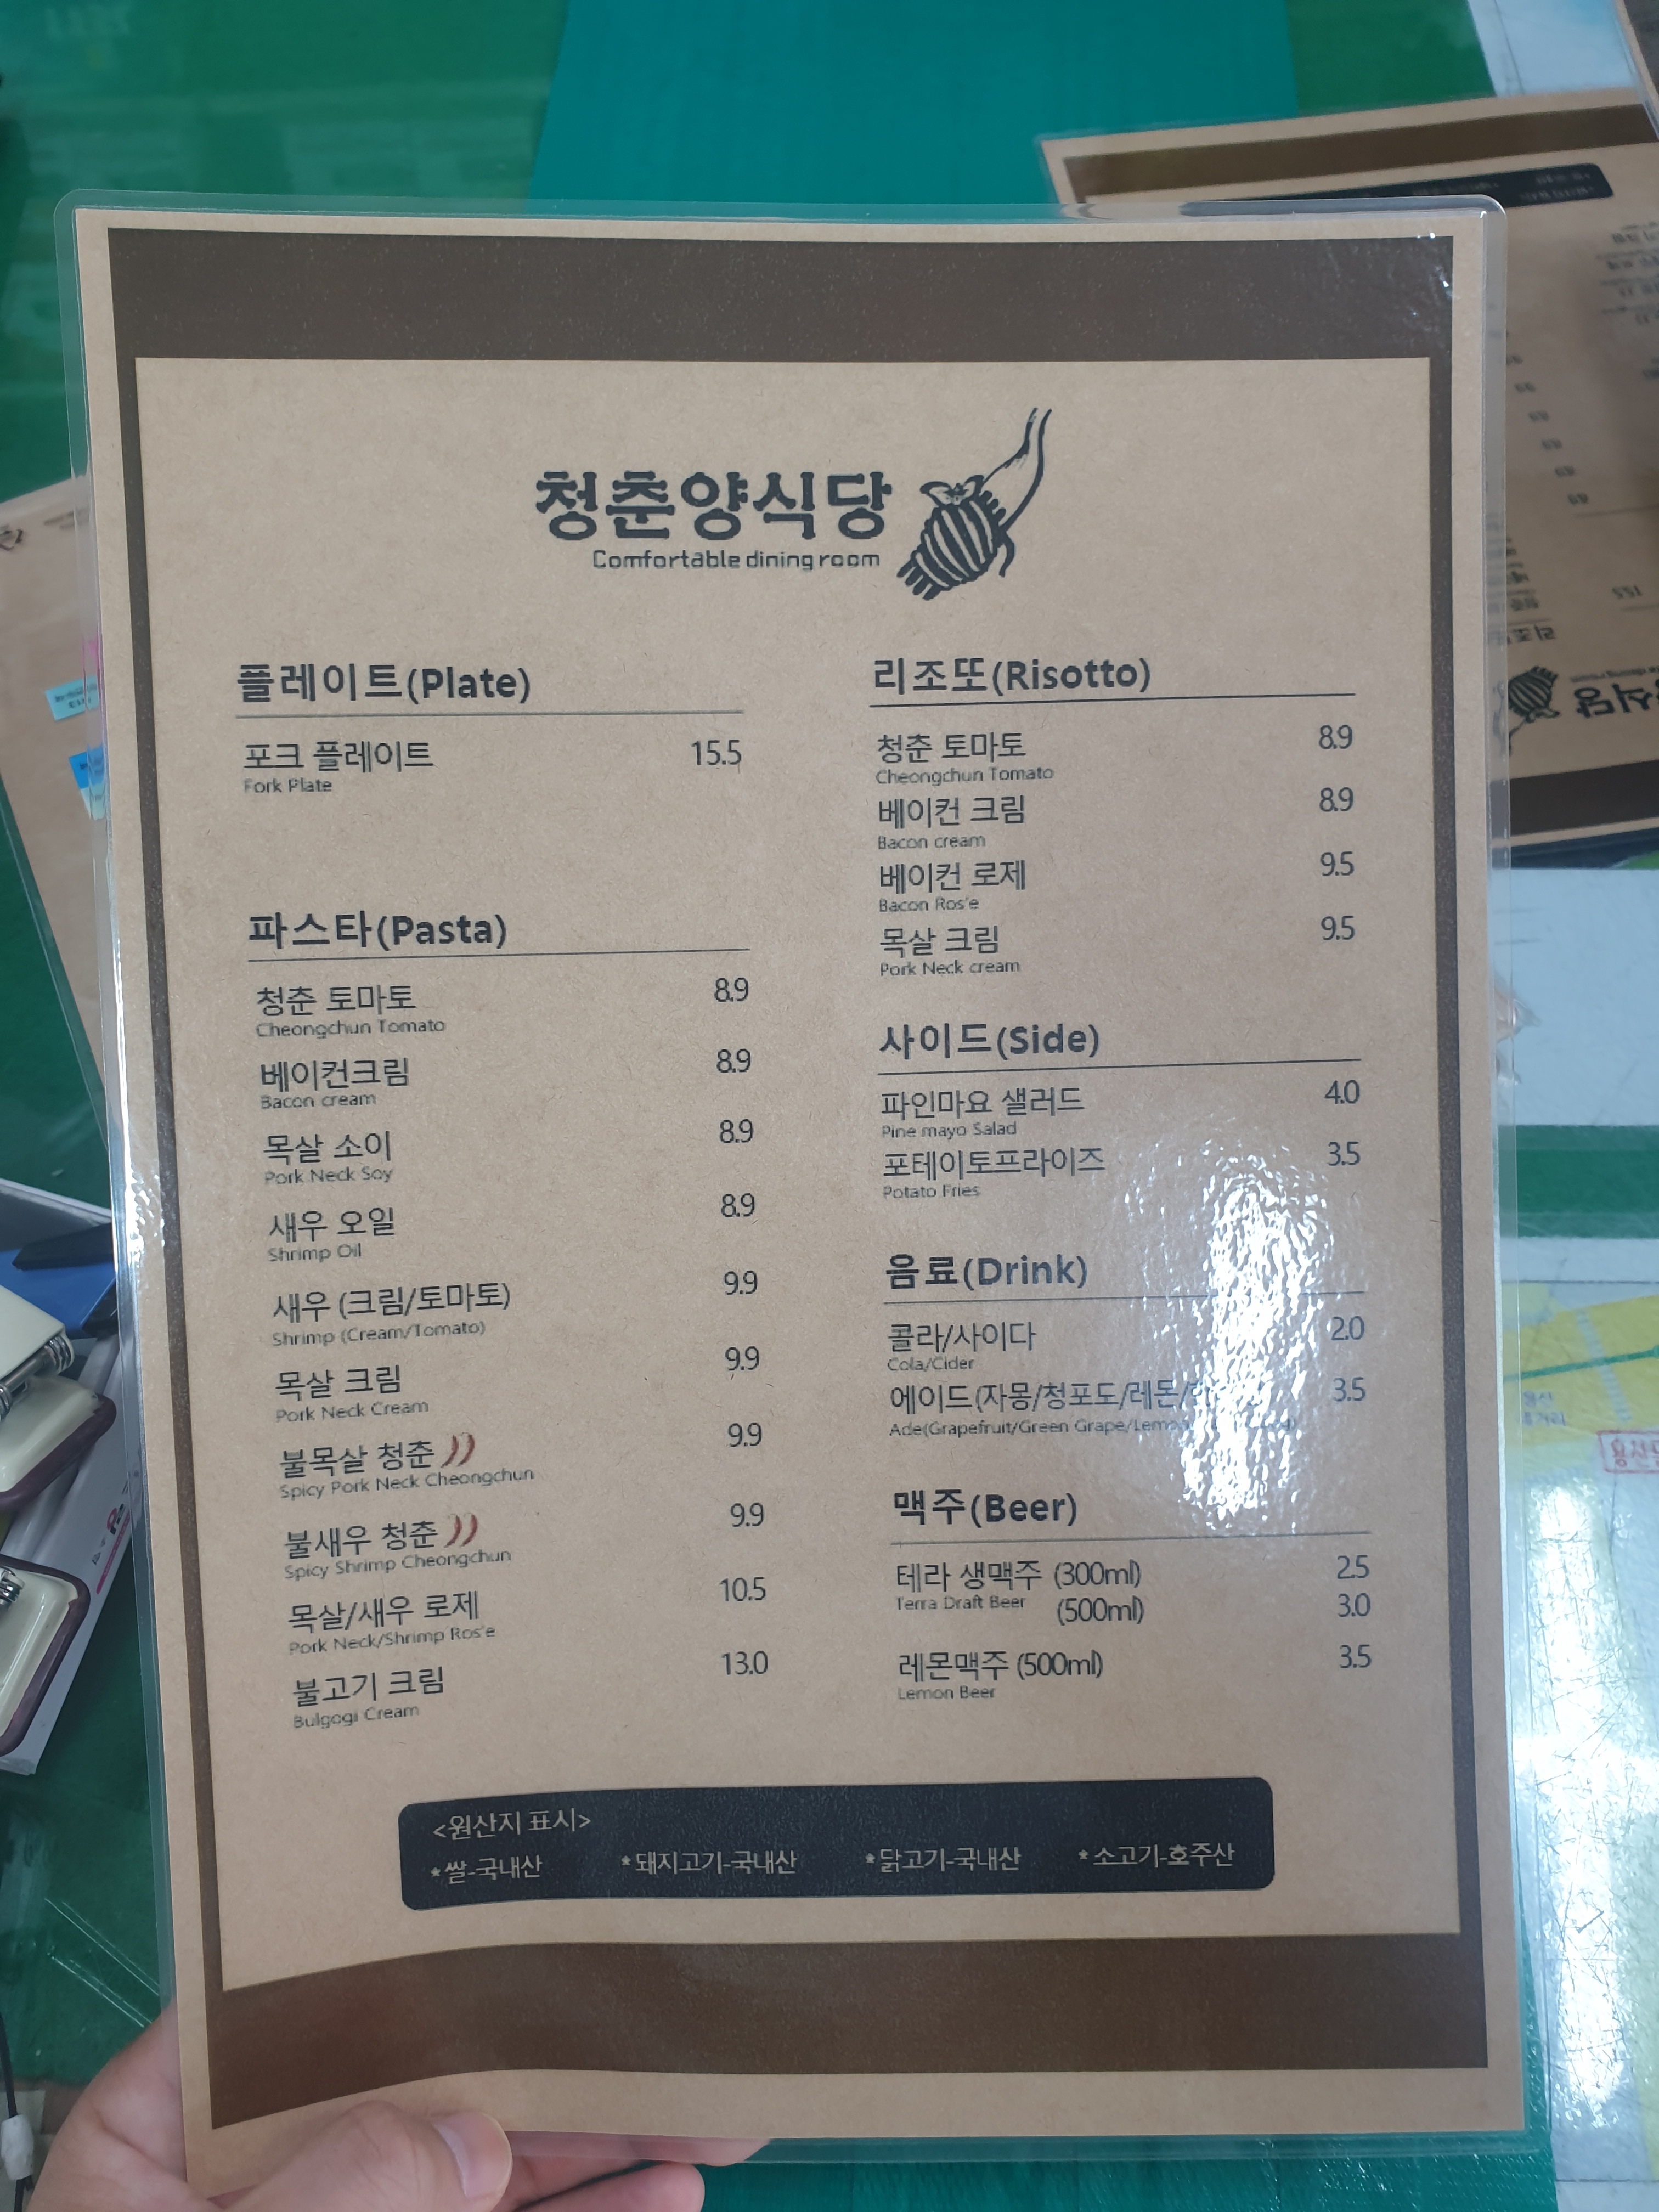 청춘양식당
Comfortable dining room
플레이트(Plate)
포크 플레이트 15.5
Fork Plate
파스타(Pasta)
청춘 토마토 8.9
Cheongchun Tomato
베이컨크림 8.9
Bacon cream
목살 소이 8.9
Pork Neck Soy
새우 오일 8.9
Shrimp Oil
새우 (크림/토마토) 9.9
Shrimp (Cream/Tomato)
목살 크림 9.9
Pork Neck Cream
불목살 청춘 9.9
Spicy Pork Neck Cheongchun
불새우 청춘 9.9
Spicy Shrimp Cheongchun
목살/새우 로제 10.5
Pork Neck/Shrimp Ros'e
불고기 크림 13.0
Bulgogi Cream
리조또(Risotto)
청춘 토마토 8.9
Cheongchun Tomato
베이컨 크림 8.9
Bacon cream
베이컨 로제 9.5
Bacon Ros'e
목살 크림 9.5
Pork Neck cream
사이드(Side)
파인마요 샐러드 4.0
Pine mayo Salad
포테이토프라이즈 3.5
Potato Fries
음료(Drink)
콜라/사이다 2.0
Cola/Cider
에이드(자몽/청포도/레몬/ 3.5
Ade(Grapefruit/Green Grape/
맥주(Beer)
테라 생맥주 (300ml) 2.5
Terra Draft Beer (500ml) 3.0
레몬맥주 (500ml) 3.5
Lemon Beer
<원산지 표시>
*쌀-국내산 *돼지고기-국내산 *닭고기-국내산 *소고기-호주산